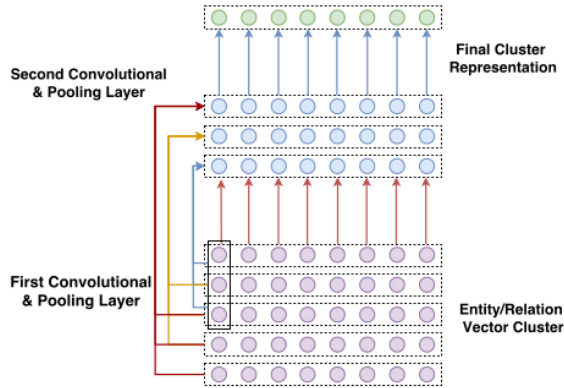 Final Cluster
Representation
Second Convolutional
& Pooling Layer
First Convolutional
& Pooling Layer
Entity/Relation
Vector Cluster